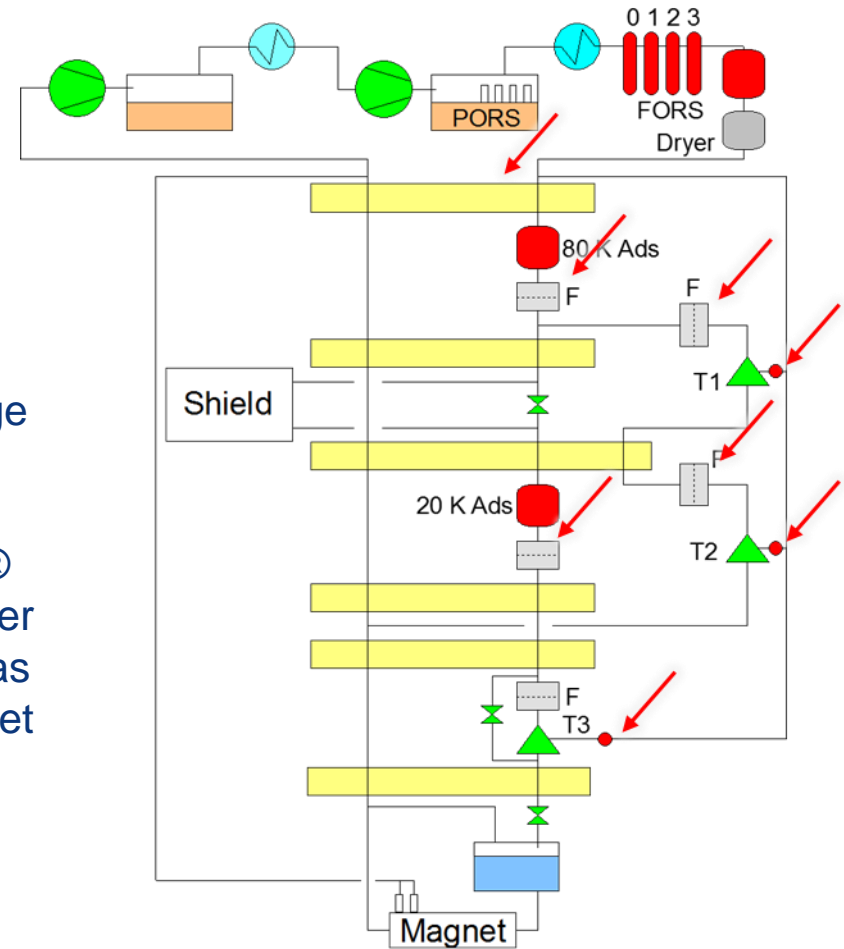 0 1 2 3
PORS
FORS
Dryer
80 K Ads
F
F
T1
Shield
ge
F
20 K Ads
T2
®
er
as
F
T3
et
Magnet